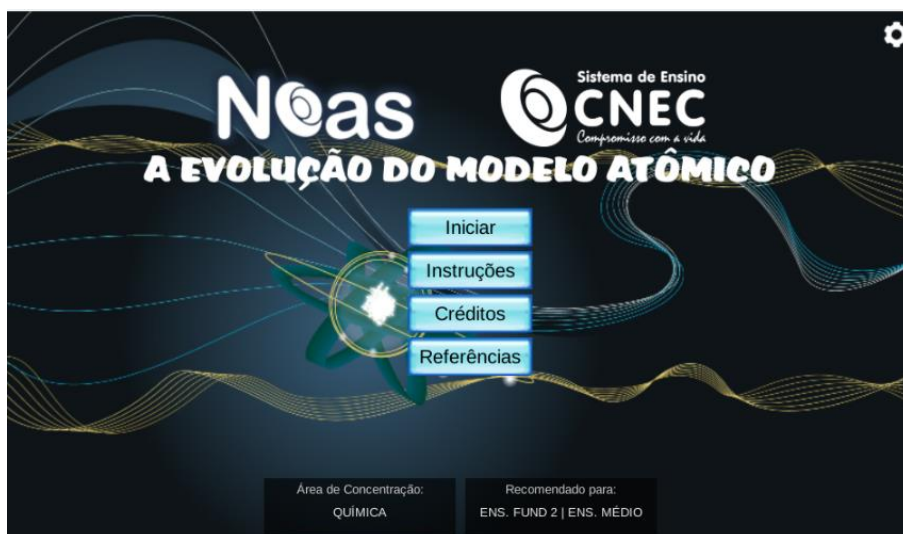 Noas
Sistema de Ensino
CNEC
Compromisso com a vida
A EVOLUÇÃO DO MODELO ATÔMICO
Iniciar
Instruções
Créditos
Referências
Área de Concentração:
QUÍMICA
Recomendado para:
ENS. FUND 2 | ENS. MÉDIO